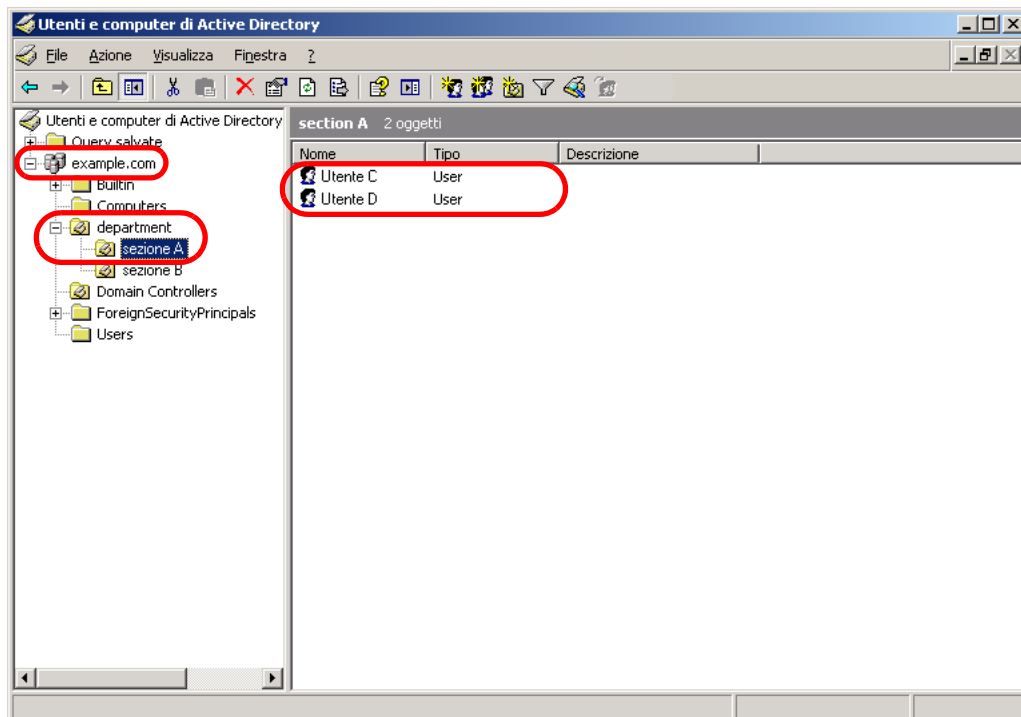 Utenti e computer di Active Directory
File Azione Visualizza Finestra ?
Utenti e computer di Active Directory
Query salvate
example.com
Builtin
Computers
department
sezione A
sezione B
Domain Controllers
ForeignSecurityPrincipals
Users
section A 2 oggetti
Nome Tipo Descrizione
Utente C User
Utente D User